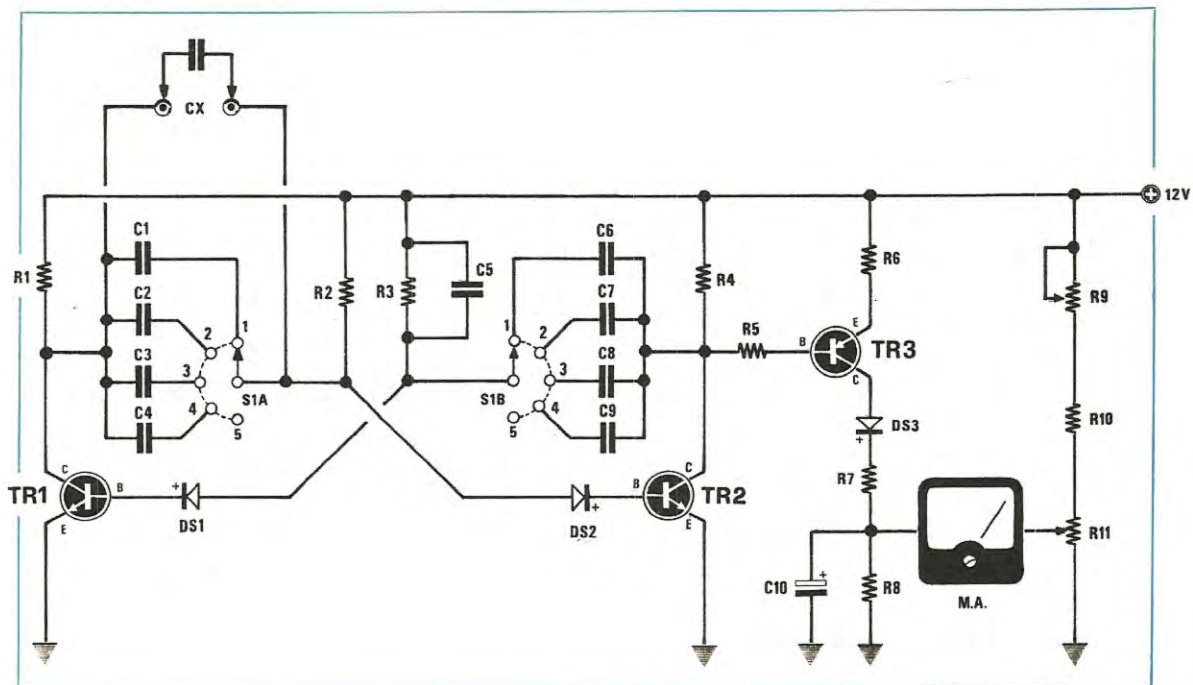 CX
12V
C1
C2
C3
C4
R1
1
2
3
4
5
S1A
R2
R3
C5
1
2
3
4
5
S1B
C6
C7
C8
C9
R4
R5
B
E
C
TR3
R6
DS3
+
R7
C10
+
R8
M.A.
R9
R10
R11
TR1
C
B
E
+
DS1
DS2
+
B
C
E
TR2